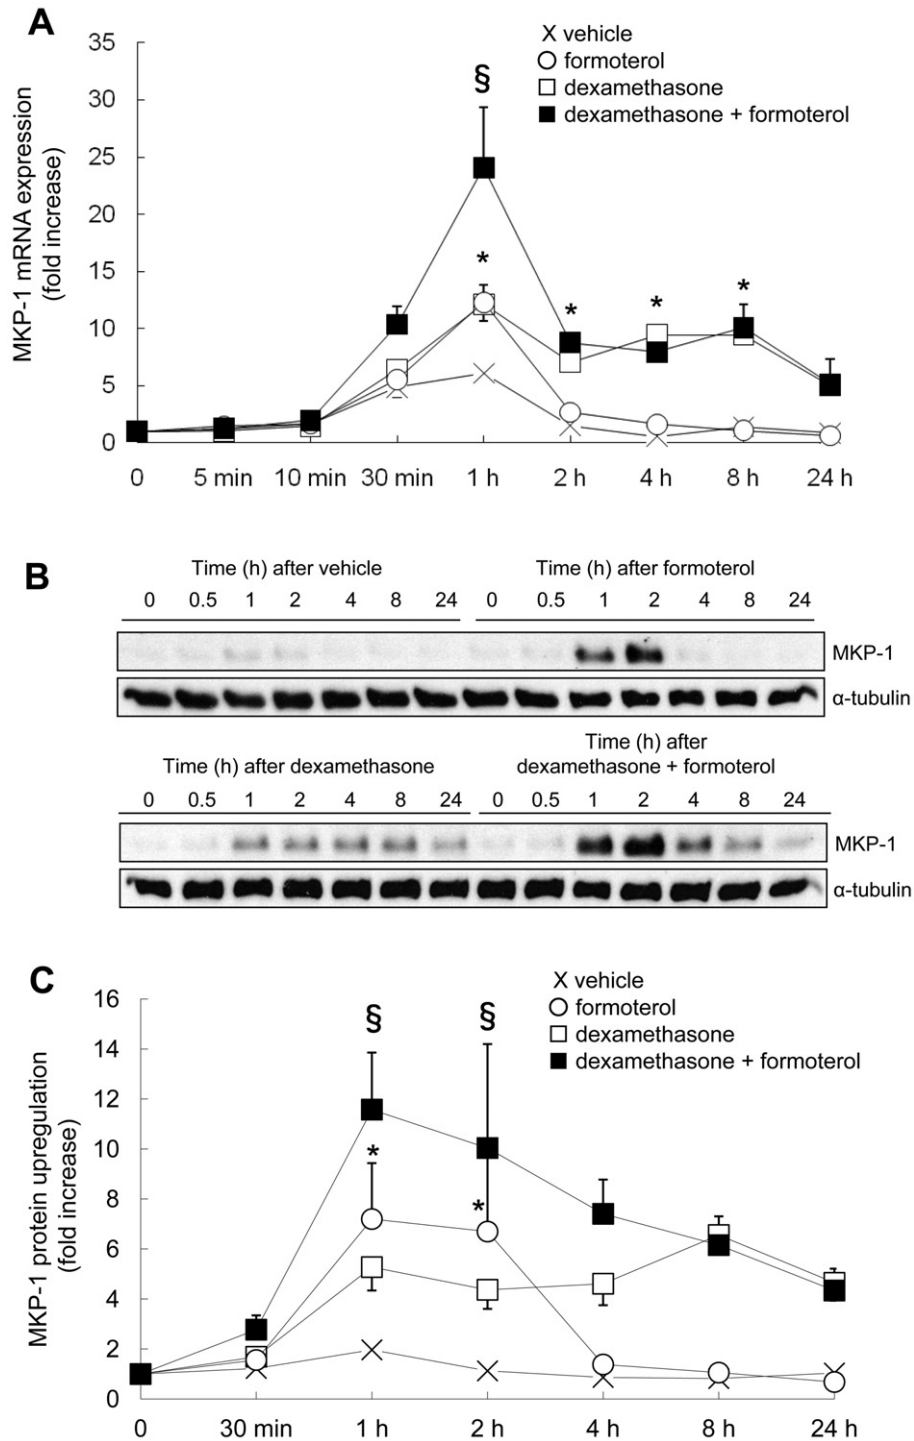 A
X vehicle
formoterol
dexamethasone
dexamethasone + formoterol
MKP-1 mRNA expression
(fold increase)
35
30
25
20
15
10
5
0
§
*
* * *
0 5 min 10 min 30 min 1 h 2 h 4 h 8 h 24 h
B
Time (h) after vehicle Time (h) after formoterol
0 0.5 1 2 4 8 24 0 0.5 1 2 4 8 24
MKP-1
α-tubulin
Time (h) after dexamethasone
Time (h) after
dexamethasone + formoterol
0 0.5 1 2 4 8 24 0 0.5 1 2 4 8 24
MKP-1
α-tubulin
C
X vehicle
formoterol
dexamethasone
dexamethasone + formoterol
MKP-1 protein upregulation
(fold increase)
16
14
12
10
8
6
4
2
0
§ §
*
*
0 30 min 1 h 2 h 4 h 8 h 24 h